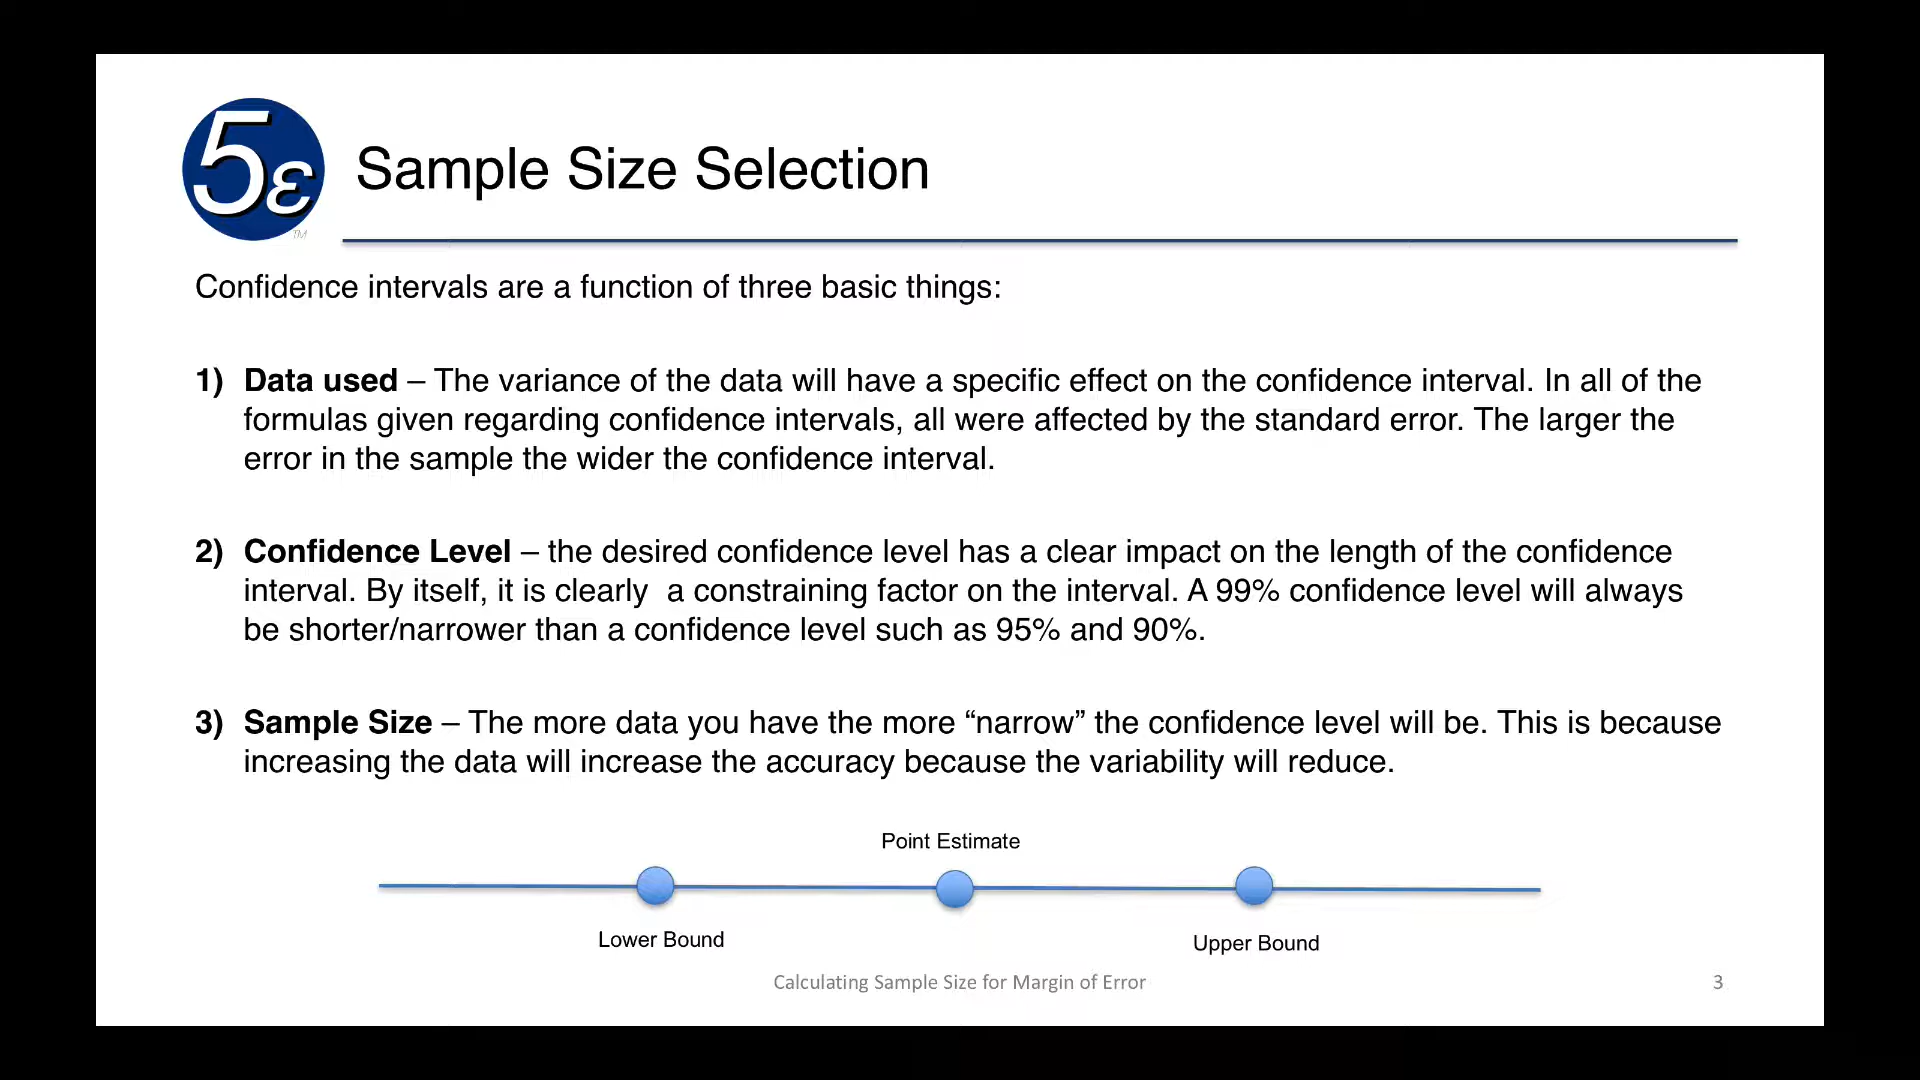 5ε
TM
Sample Size Selection
Confidence intervals are a function of three basic things:
1) Data used – The variance of the data will have a specific effect on the confidence interval. In all of the
formulas given regarding confidence intervals, all were affected by the standard error. The larger the
error in the sample the wider the confidence interval.
2) Confidence Level – the desired confidence level has a clear impact on the length of the confidence
interval. By itself, it is clearly  a constraining factor on the interval. A 99% confidence level will always
be shorter/narrower than a confidence level such as 95% and 90%.
3) Sample Size – The more data you have the more “narrow” the confidence level will be. This is because
increasing the data will increase the accuracy because the variability will reduce.
Point Estimate
Lower Bound
Upper Bound
Calculating Sample Size for Margin of Error
3